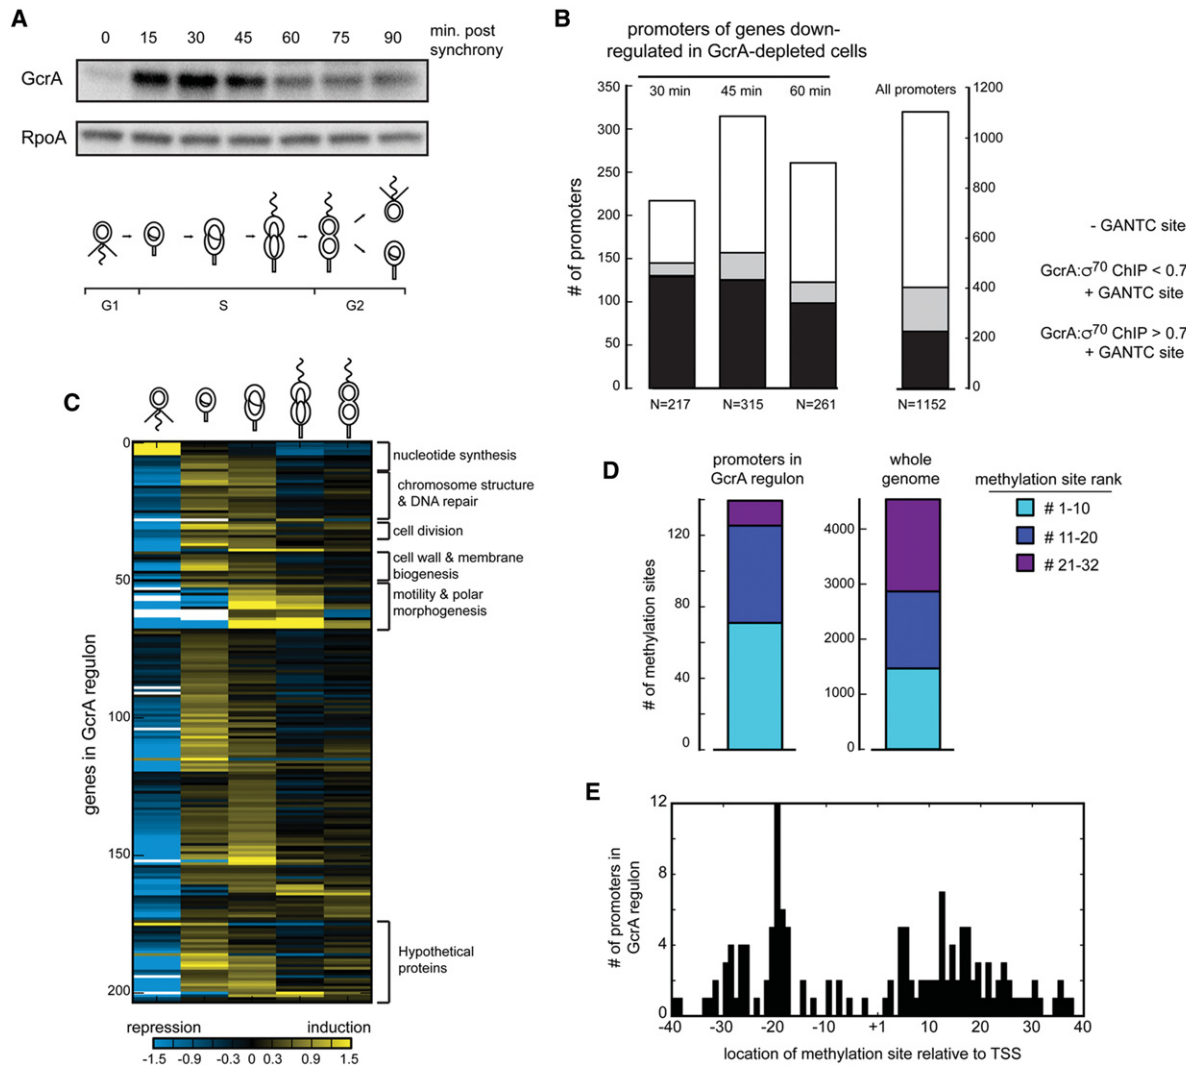 A
0 15 30 45 60 75 90 min. post
synchrony
GcrA
RpoA
G1 S G2
B
promoters of genes down-
regulated in GcrA-depleted cells
30 min 45 min 60 min All promoters
350
300
250
200
150
100
50
0
# of promoters
1200
1000
800
600
400
200
0
N=217 N=315 N=261 N=1152
- GANTC site
GcrA:σ70 ChIP < 0.7
+ GANTC site
GcrA:σ70 ChIP > 0.7
+ GANTC site
C
0
50
100
150
200
genes in GcrA regulon
nucleotide synthesis
chromosome structure
& DNA repair
cell division
cell wall & membrane
biogenesis
motility & polar
morphogenesis
Hypothetical
proteins
repression induction
-1.5 -0.9 -0.3 0 0.3 0.9 1.5
D
promoters in
GcrA regulon
whole
genome
# of methylation sites
120
80
40
0
4000
3000
2000
1000
0
methylation site rank
# 1-10
# 11-20
# 21-32
E
# of promoters in
GcrA regulon
12
8
4
0
-40 -30 -20 -10 +1 10 20 30 40
location of methylation site relative to TSS